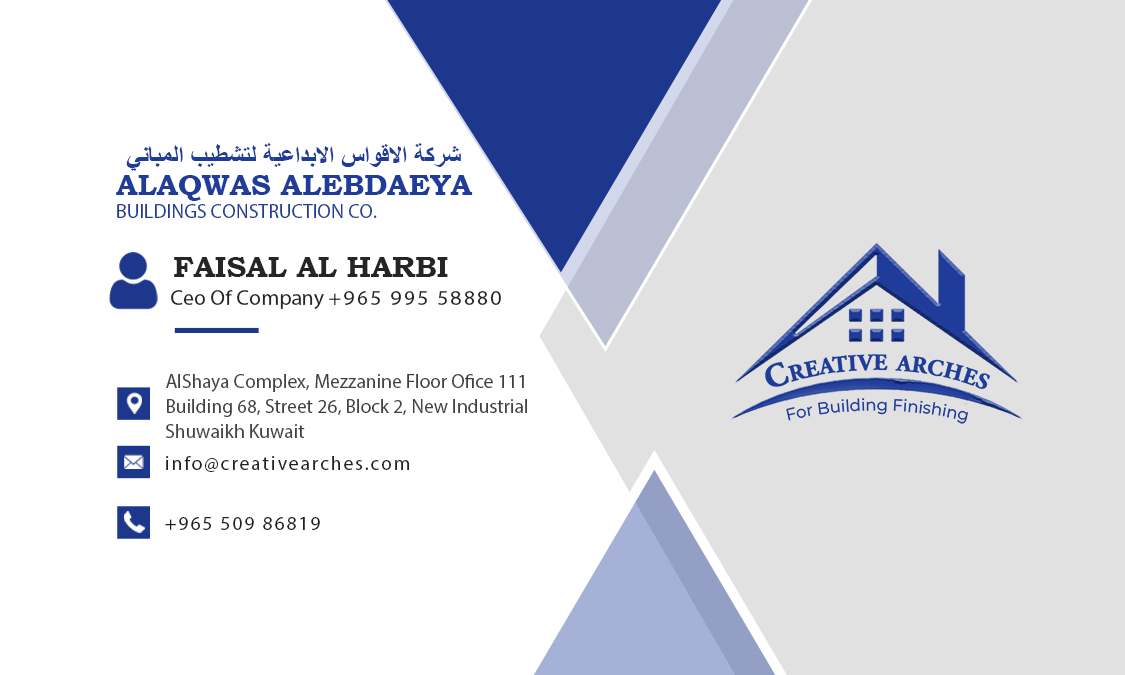 شركة الاقواس الابداعية لتشطيب المباني
ALAQWAS ALEBDAEYA
BUILDINGS CONSTRUCTION CO.
FAISAL AL HARBI
Ceo Of Company +965 995 58880
AlShaya Complex, Mezzanine Floor Ofice 111
Building 68, Street 26, Block 2, New Industrial
Shuwaikh Kuwait
info@creativearches.com
+965 509 86819
CREATIVE ARCHES
For Building Finishing